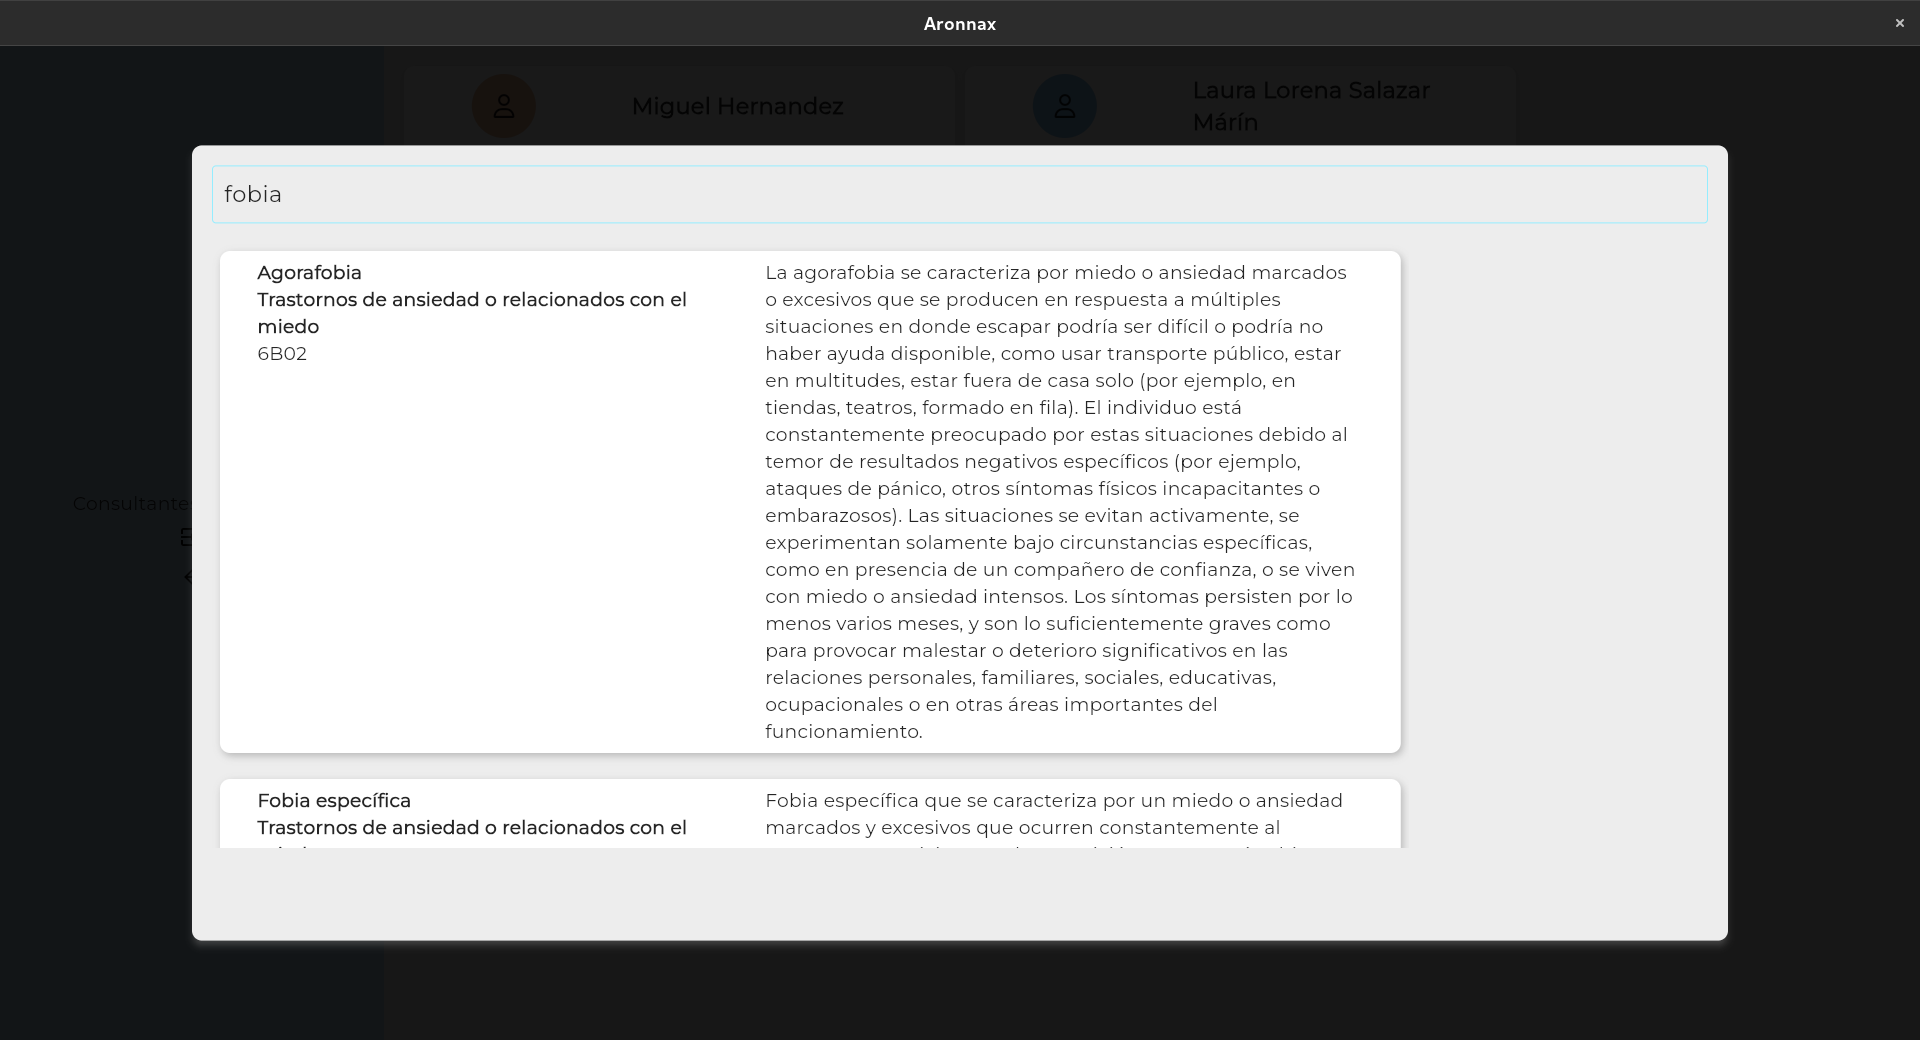 Aronnax
Miguel Hernandez
Laura Lorena Salazar
Márín
fobia
Agorafobia
Trastornos de ansiedad o relacionados con el
miedo
6B02
La agorafobia se caracteriza por miedo o ansiedad marcados
o excesivos que se producen en respuesta a múltiples
situaciones en donde escapar podría ser difícil o podría no
haber ayuda disponible, como usar transporte público, estar
en multitudes, estar fuera de casa solo (por ejemplo, en
tiendas, teatros, formado en fila). El individuo está
constantemente preocupado por estas situaciones debido al
temor de resultados negativos específicos (por ejemplo,
ataques de pánico, otros síntomas físicos incapacitantes o
embarazosos). Las situaciones se evitan activamente, se
experimentan solamente bajo circunstancias específicas,
como en presencia de un compañero de confianza, o se viven
con miedo o ansiedad intensos. Los síntomas persisten por lo
menos varios meses, y son lo suficientemente graves como
para provocar malestar o deterioro significativos en las
relaciones personales, familiares, sociales, educativas,
ocupacionales o en otras áreas importantes del
funcionamiento.
Consultante
Fobia específica
Trastornos de ansiedad o relacionados con el
Fobia específica que se caracteriza por un miedo o ansiedad
marcados y excesivos que ocurren constantemente al